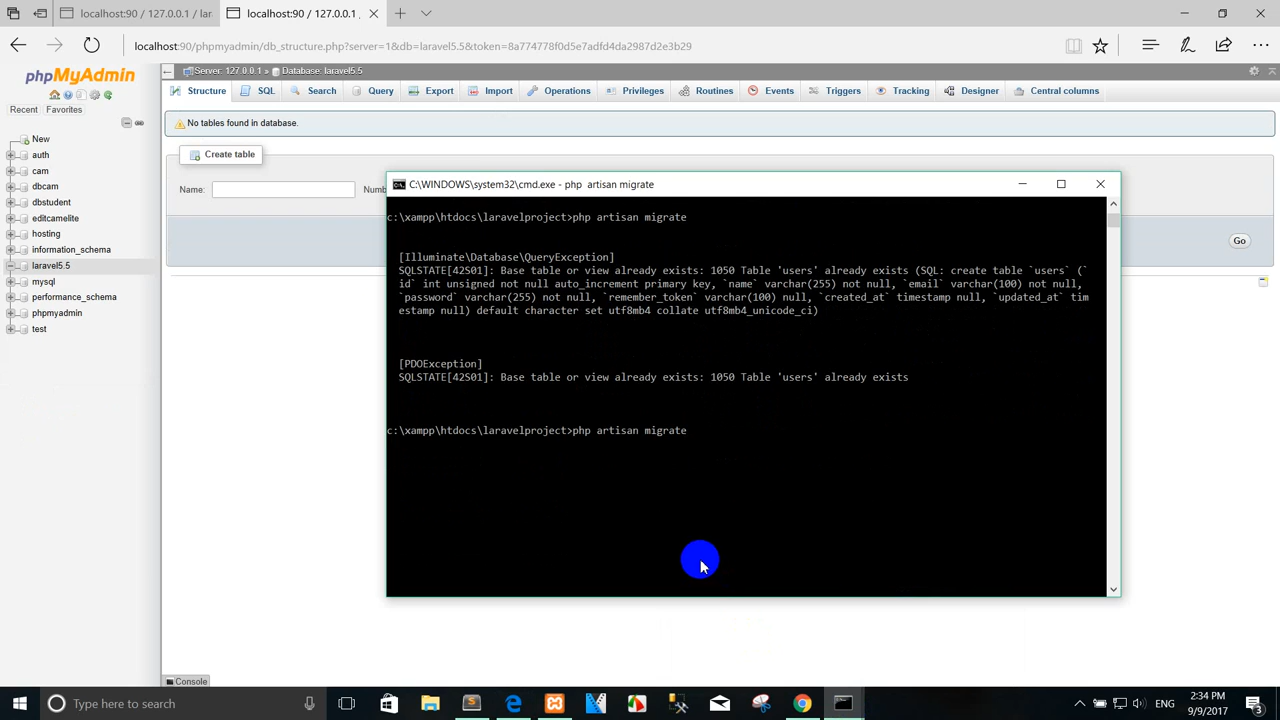 localhost:90 / 127.0.0.1 / lar
localhost:90 / 127.0.0.1
localhost:90/phpmyadmin/db_structure.php?server=1&db=laravel5.5&token=8a774778f0d5e7adfd4da2987d2e3b29
phpMyAdmin
Recent Favorites
New
auth
cam
dbcam
dbstudent
editcamelite
hosting
information_schema
laravel5.5
mysql
performance_schema
phpmyadmin
test
Server: 127.0.0.1 » Database: laravel5.5
Structure SQL Search Query Export Import Operations Privileges Routines Events Triggers Tracking Designer Central columns
No tables found in database.
Create table
Name:
Go
C:\WINDOWS\system32\cmd.exe - php artisan migrate
c:\xampp\htdocs\laravelproject>php artisan migrate
[Illuminate\Database\QueryException]
SQLSTATE[42S01]: Base table or view already exists: 1050 Table 'users' already exists (SQL: create table `users` (`
id` int unsigned not null auto_increment primary key, `name` varchar(255) not null, `email` varchar(100) not null,
`password` varchar(255) not null, `remember_token` varchar(100) null, `created_at` timestamp null, `updated_at` tim
estamp null) default character set utf8mb4 collate utf8mb4_unicode_ci)
[PDOException]
SQLSTATE[42S01]: Base table or view already exists: 1050 Table 'users' already exists
c:\xampp\htdocs\laravelproject>php artisan migrate
Console
Type here to search
ENG
2:34 PM
9/9/2017
3